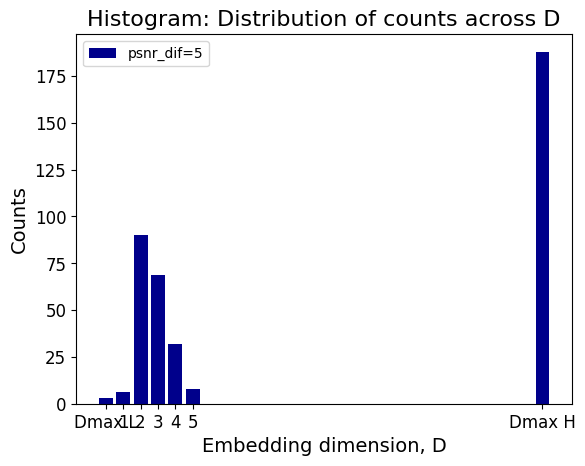 Histogram: Distribution of counts across D
psnr_dif=5
175
150
125
100
75
50
25
0
Counts
Dmax L 1 2 3 4 5 Dmax H
Embedding dimension, D